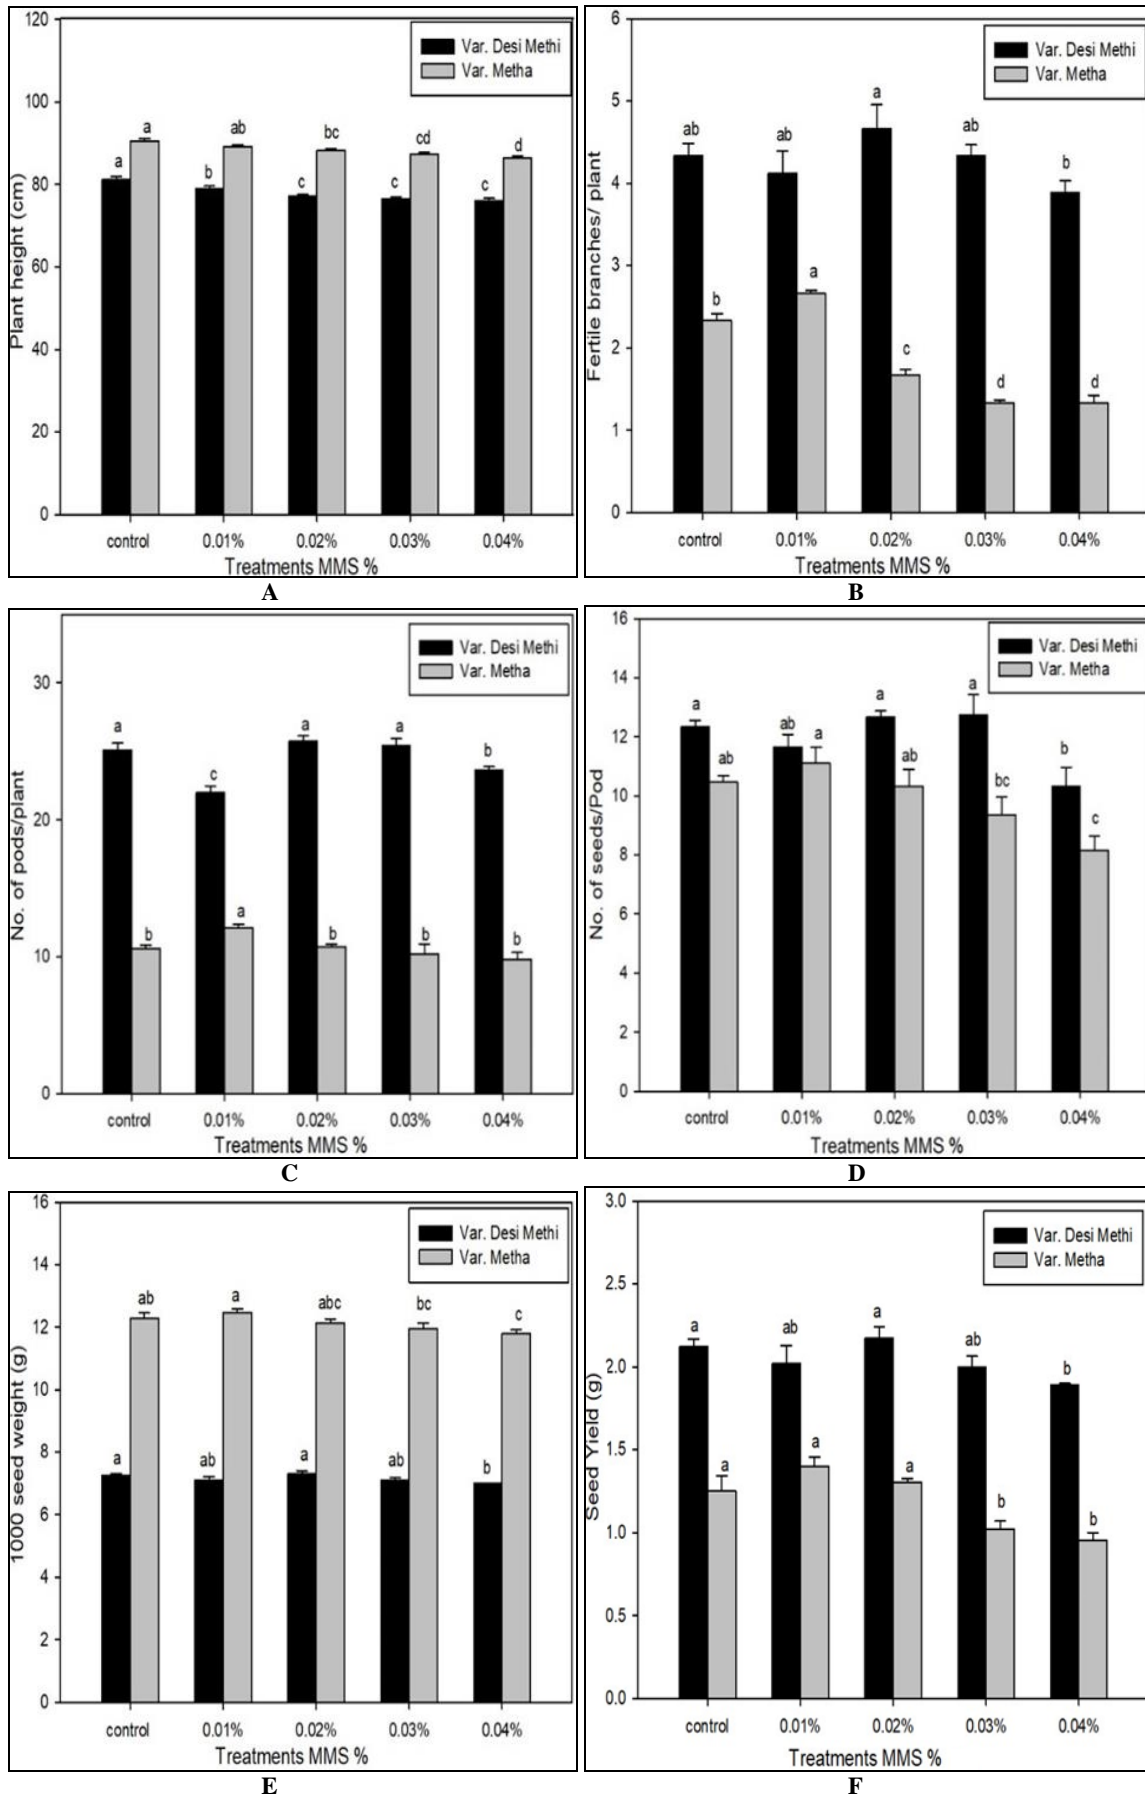 120
100
80
60
40
20
0
Plant height (cm)
Var. Desi Methi
Var. Metha
a a b ab c bc c cd c d
control 0.01% 0.02% 0.03% 0.04%
Treatments MMS %
A
6
5
4
3
2
1
0
Fertile branches/ plant
Var. Desi Methi
Var. Metha
ab b ab a a c ab d b d
control 0.01% 0.02% 0.03% 0.04%
Treatments MMS %
B
30
20
10
0
No. of pods/plant
Var. Desi Methi
Var. Metha
a b c a a b a b b b
control 0.01% 0.02% 0.03% 0.04%
Treatments MMS %
C
16
14
12
10
8
6
4
2
0
No. of seeds/Pod
Var. Desi Methi
Var. Metha
a ab ab a a ab a bc b c
control 0.01% 0.02% 0.03% 0.04%
Treatments MMS %
D
16
14
12
10
8
6
4
2
0
1000 seed weight (g)
Var. Desi Methi
Var. Metha
a ab ab a a abc ab bc b c
control 0.01% 0.02% 0.03% 0.04%
Treatments MMS %
E
3.0
2.5
2.0
1.5
1.0
0.5
0.0
Seed Yield (g)
Var. Desi Methi
Var. Metha
a a ab a a a ab b b b
control 0.01% 0.02% 0.03% 0.04%
Treatments MMS %
F